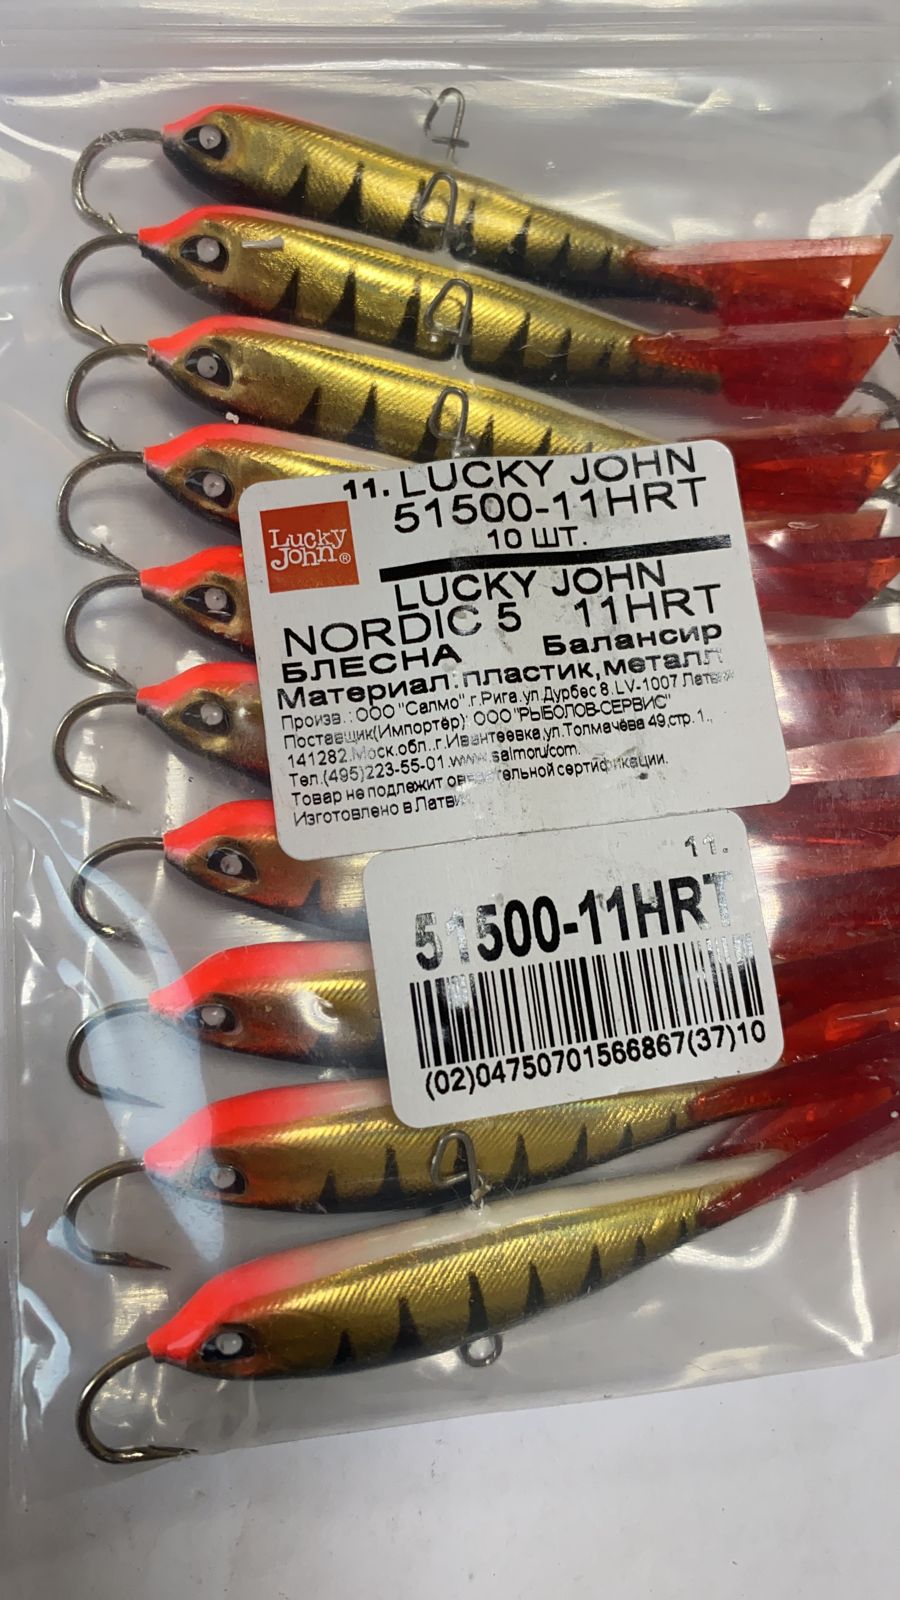 11. LUCKY JOHN
51500-11HRT
10 ШТ.
Lucky
John®
LUCKY JOHN
NORDIC 5 11HRT
БЛЕСНА Балансир
Материал:пластик,металл
Произв.: ООО "Салмо".г.Рига.ул.Дурбес 8.LV-1007 Латвия
Поставщик(Импортёр): ООО "РЫБОЛОВ-СЕРВИС"
141282.Моск.обл..г.Ивантеевка,ул.Толмачёва 49,стр.1.,
Тел.(495)223-55-01.www.salmoru.com.
Товар не подлежит обязательной сертификации.
Изготовлено в Латвии.
11.
51500-11HRT
(02)04750701566867(37)10